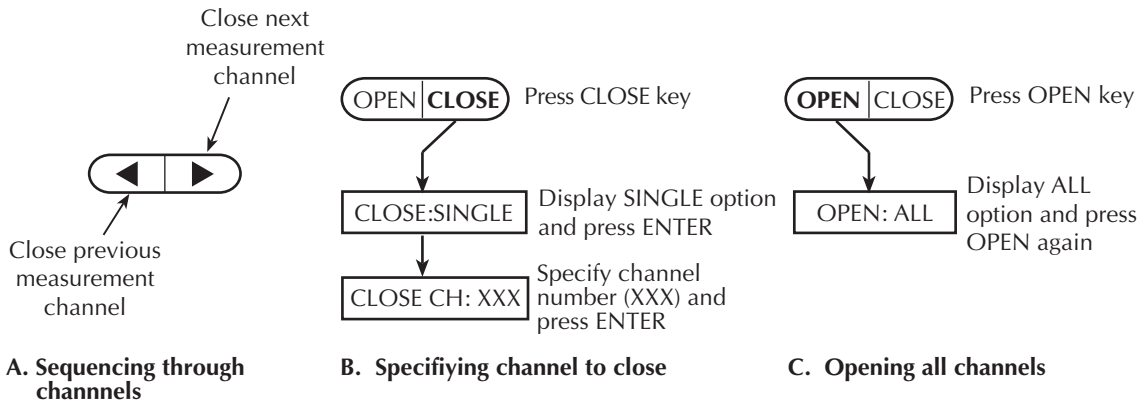 Close next
measurement
channel
Close previous
measurement
channel
A. Sequencing through
channnels
OPEN CLOSE
Press CLOSE key
CLOSE:SINGLE
Display SINGLE option
and press ENTER
CLOSE CH: XXX
Specify channel
number (XXX) and
press ENTER
B. Specifiying channel to close
OPEN CLOSE
Press OPEN key
OPEN: ALL
Display ALL
option and press
OPEN again
C. Opening all channels